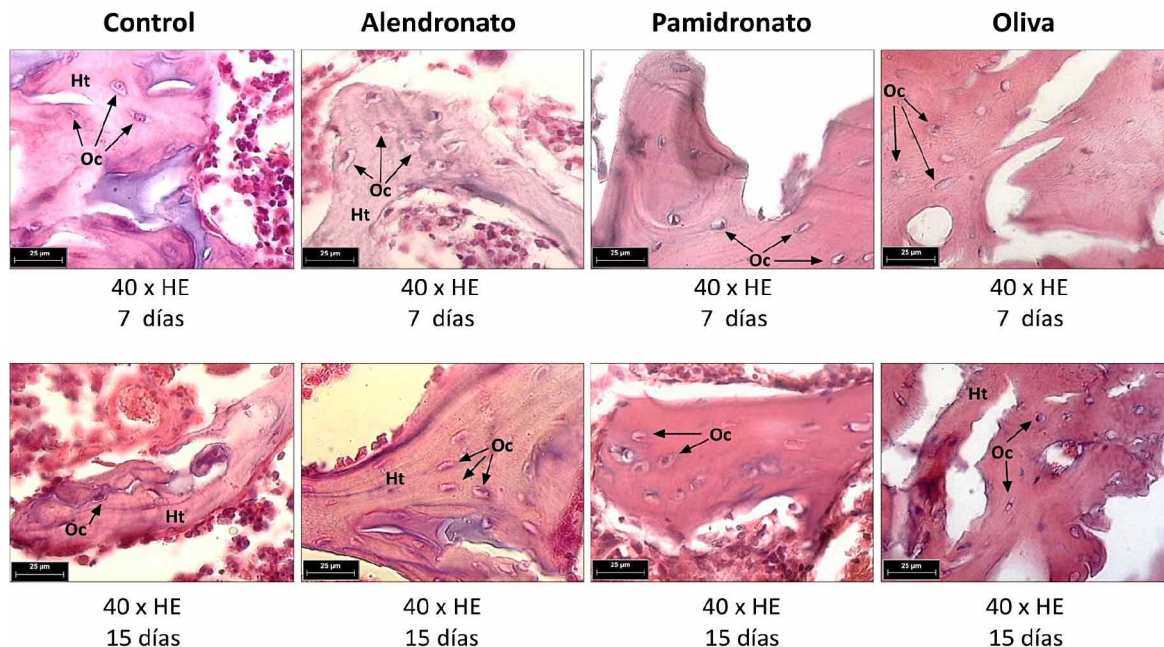 Control Alendronato Pamidronato Oliva
Ht
Oc
25 µm
Oc
Ht
25 µm
Oc
25 µm
Oc
25 µm
40 x HE 40 x HE 40 x HE 40 x HE
7 días 7 días 7 días 7 días
Oc
Ht
25 µm
Oc
Ht
25 µm
Oc
25 µm
Ht
Oc
25 µm
40 x HE 40 x HE 40 x HE 40 x HE
15 días 15 días 15 días 15 días